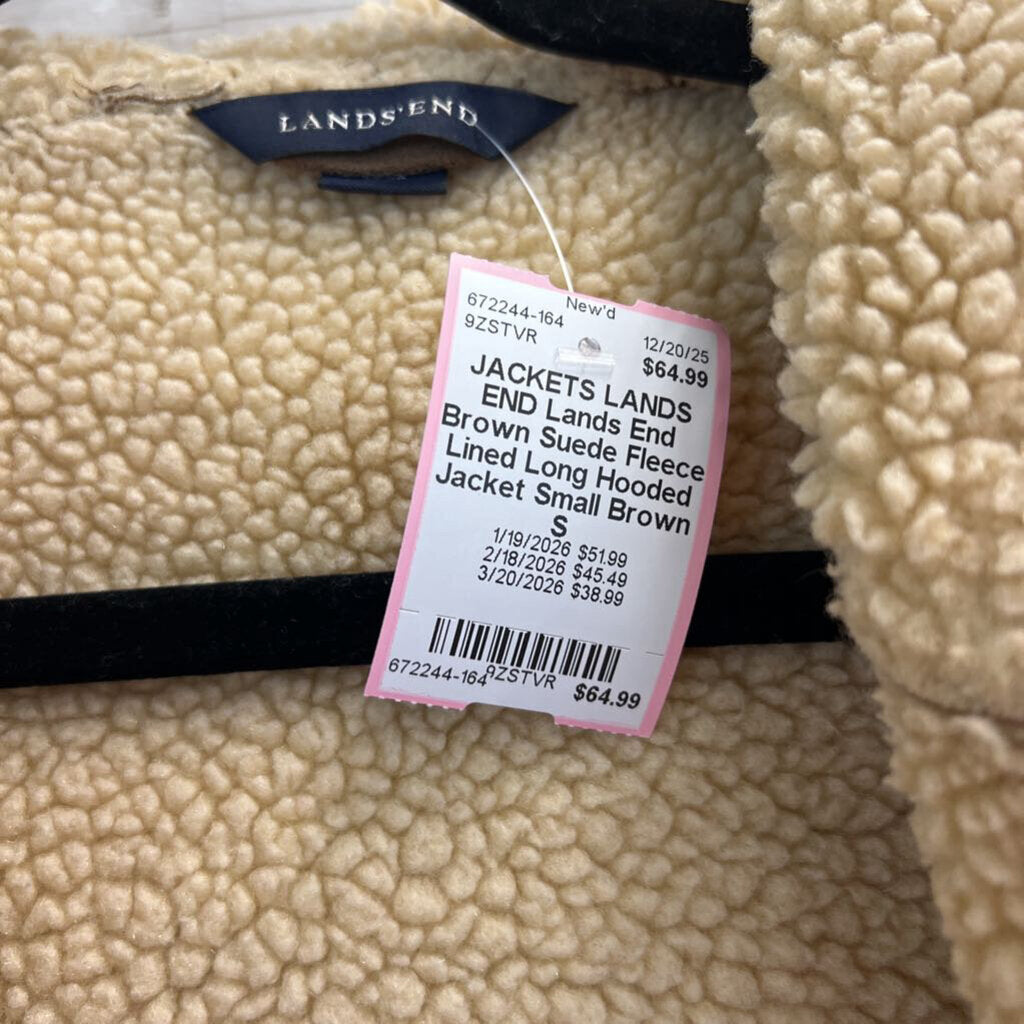 LANDS'END
New'd
672244-164
9ZSTVR
12/20/25
$64.99
JACKETS LANDS
END Lands End
Brown Suede Fleece
Lined Long Hooded
Jacket Small Brown
S
1/19/2026 $51.99
2/18/2026 $45.49
3/20/2026 $38.99
672244-164 9ZSTVR $64.99